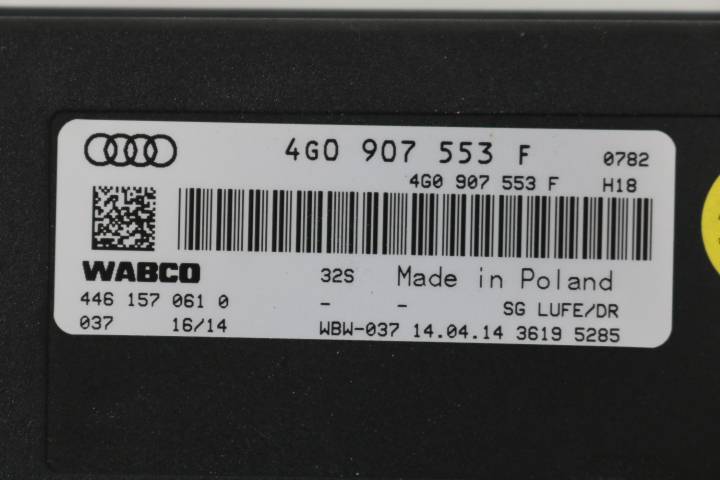 4G0 907 553 F 0782
4G0 907 553 F H18
WABCO 32S Made in Poland
446 157 061 0 - - SG LUFE/DR
037 16/14 WBW-037 14.04.14 3619 5285